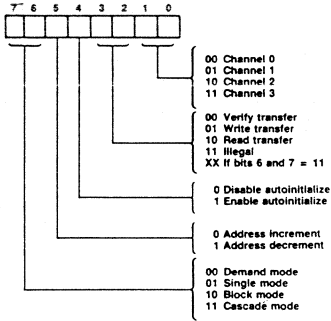 7 6 5 4 3 2 1 0
00 Channel 0
01 Channel 1
10 Channel 2
11 Channel 3
00 Verify transfer
01 Write transfer
10 Read transfer
11 Illegal
XX If bits 6 and 7 = 11
0 Disable autoinitialize
1 Enable autoinitialize
0 Address increment
1 Address decrement
00 Demand mode
01 Single mode
10 Block mode
11 Cascade mode